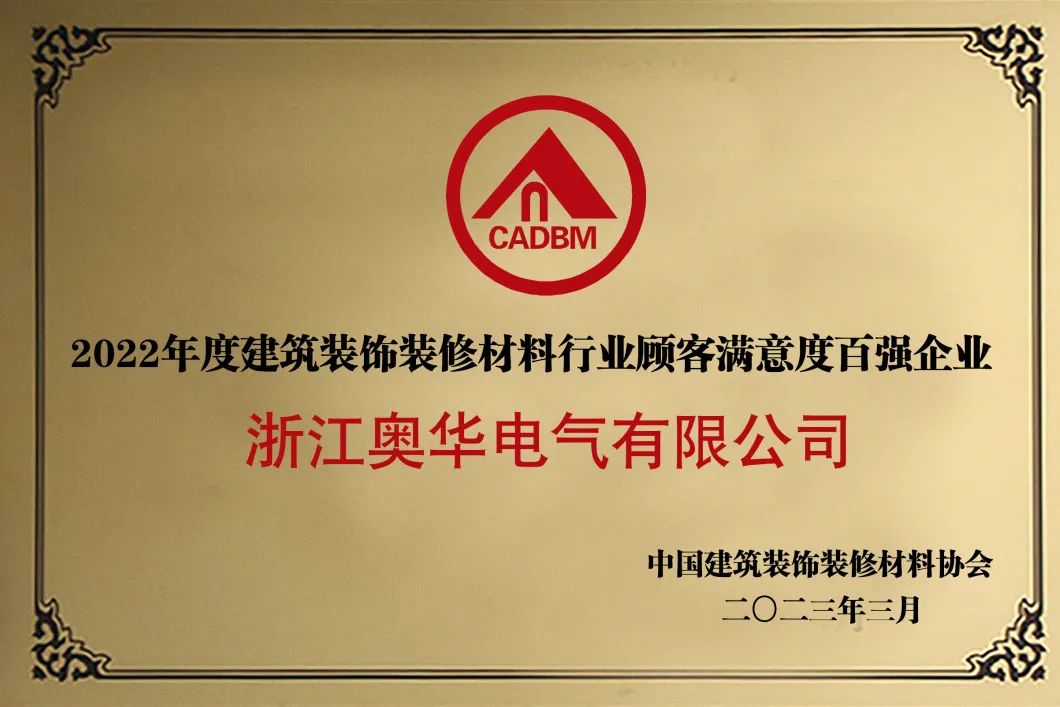 CADBM
2022年度建筑装饰装修材料行业顾客满意度百强企业
浙江奥华电气有限公司
中国建筑装饰装修材料协会
二〇二三年三月